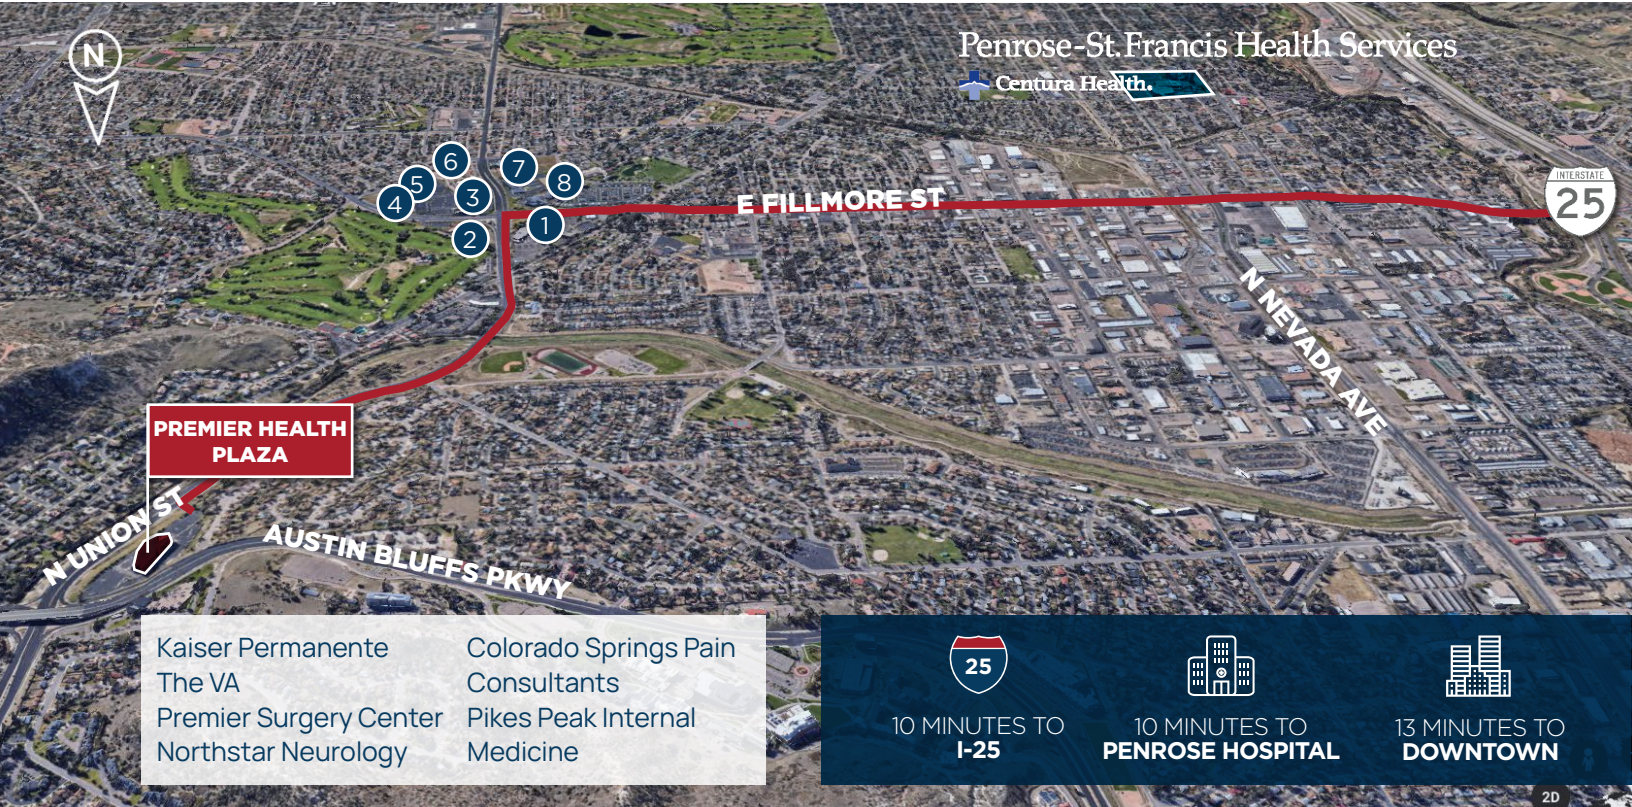 N
Penrose-St. Francis Health Services
Centura Health.
6
7
5
8
4
3
1
2
E FILLMORE ST
INTERSTATE
25
N NEVADA AVE
PREMIER HEALTH
PLAZA
N UNION ST
AUSTIN BLUFFS PKWY
Kaiser Permanente
The VA
Premier Surgery Center
Northstar Neurology
Colorado Springs Pain
Consultants
Pikes Peak Internal
Medicine
25
10 MINUTES TO
I-25
10 MINUTES TO
PENROSE HOSPITAL
13 MINUTES TO
DOWNTOWN
2D